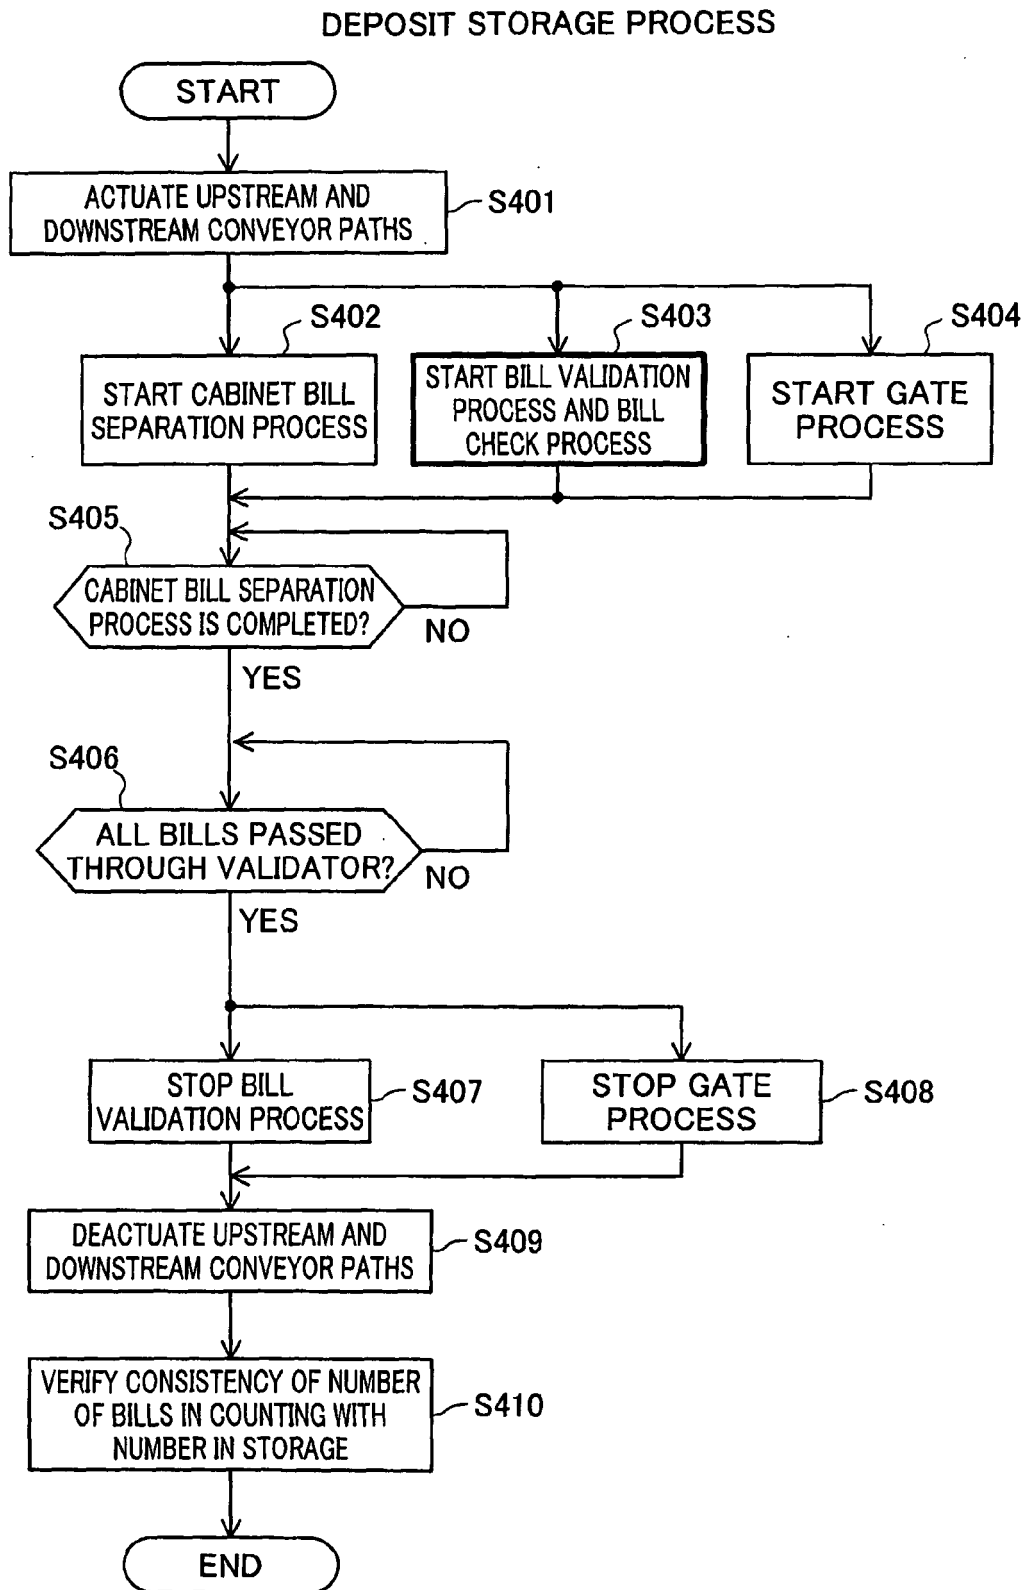 DEPOSIT STORAGE PROCESS
START
ACTUATE UPSTREAM AND
DOWNSTREAM CONVEYOR PATHS
S401
S402
START CABINET BILL
SEPARATION PROCESS
S403
START BILL VALIDATION
PROCESS AND BILL
CHECK PROCESS
S404
START GATE
PROCESS
S405
CABINET BILL SEPARATION
PROCESS IS COMPLETED?
NO
YES
S406
ALL BILLS PASSED
THROUGH VALIDATOR?
NO
YES
STOP BILL
VALIDATION PROCESS
S407
STOP GATE
PROCESS
S408
DEACTUATE UPSTREAM AND
DOWNSTREAM CONVEYOR PATHS
S409
VERIFY CONSISTENCY OF NUMBER
OF BILLS IN COUNTING WITH
NUMBER IN STORAGE
S410
END